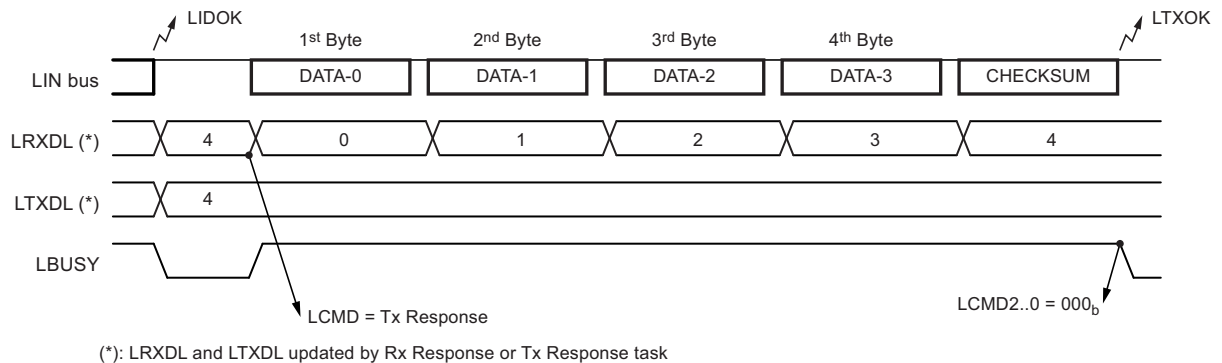 LIDOK LTXOK
1st Byte 2nd Byte 3rd Byte 4th Byte
LIN bus DATA-0 DATA-1 DATA-2 DATA-3 CHECKSUM
LRXDL (*) 4 0 1 2 3 4
LTXDL (*) 4
LBUSY
LCMD = Tx Response LCMD2..0 = 000b
(*): LRXDL and LTXDL updated by Rx Response or Tx Response task